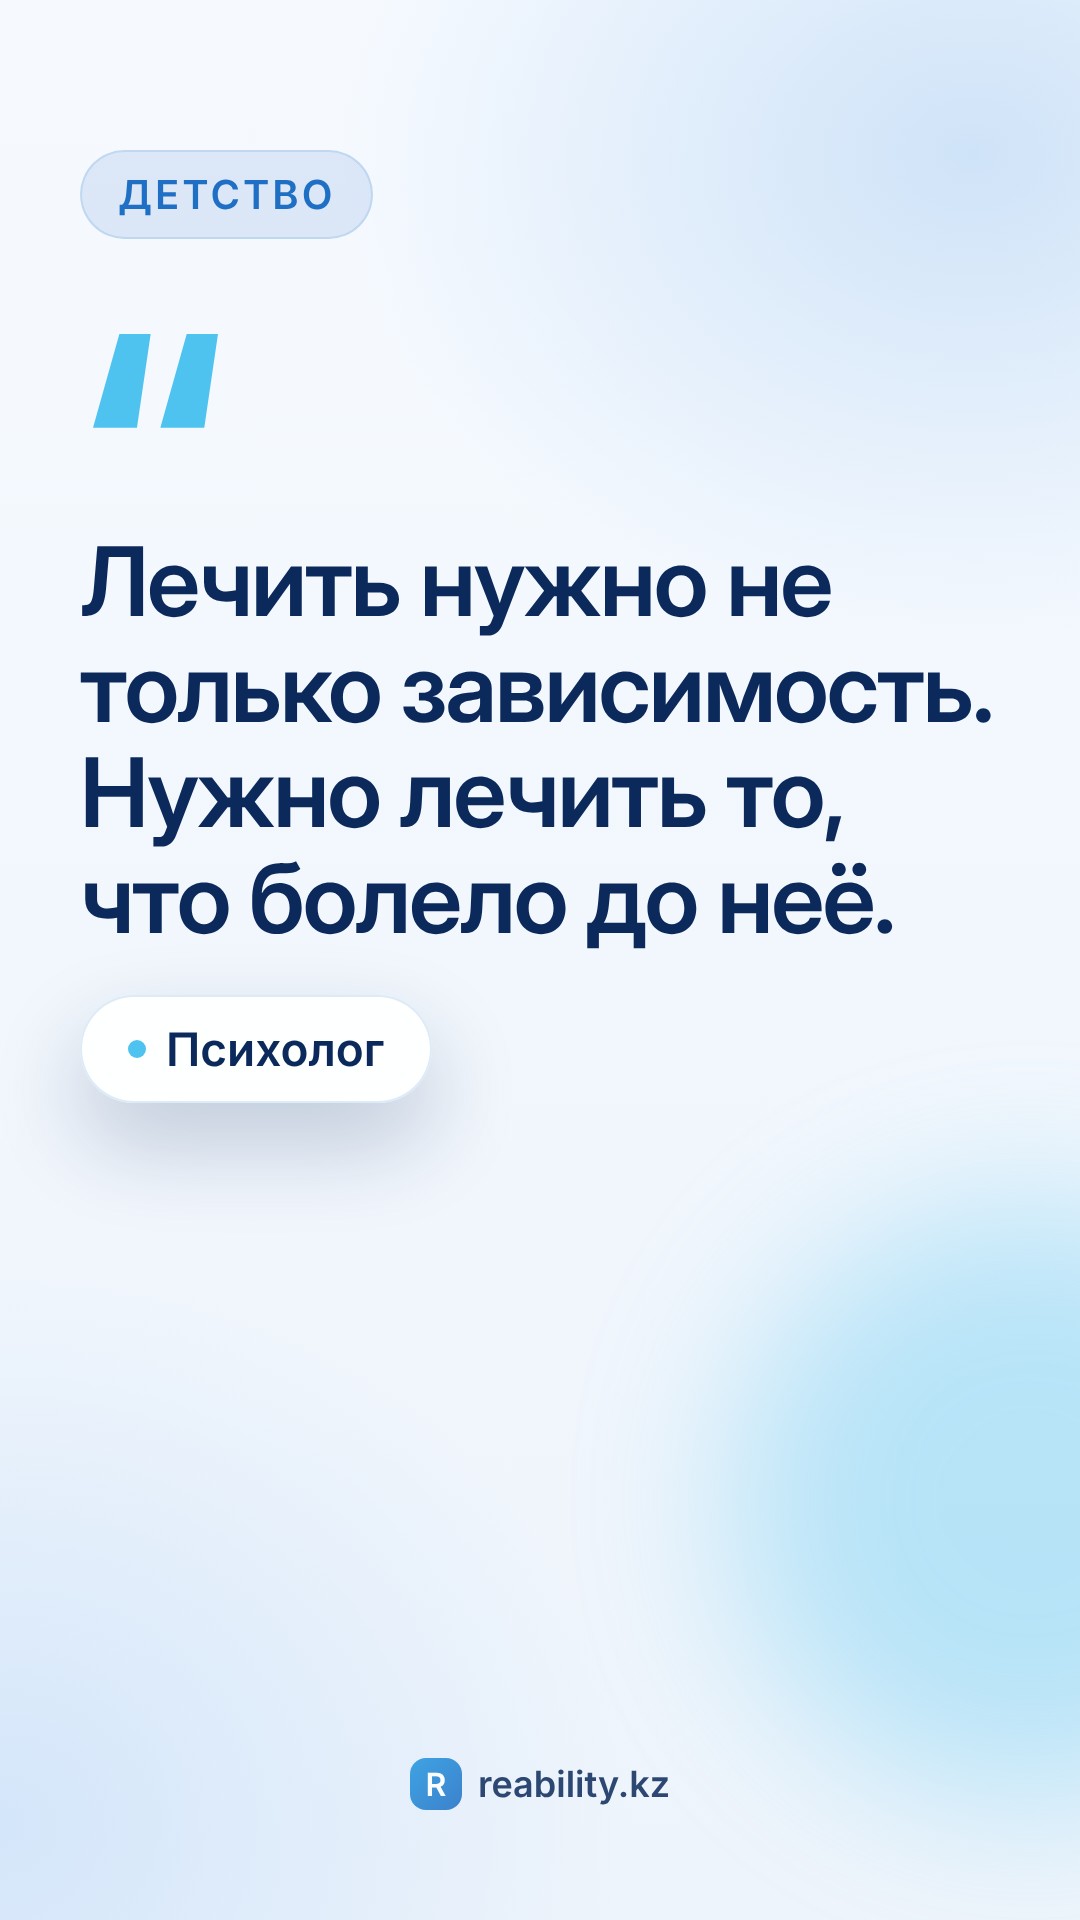 ДЕТСТВО
"
Лечить нужно не
только зависимость.
Нужно лечить то,
что болело до неё.
Психолог
R reability.kz